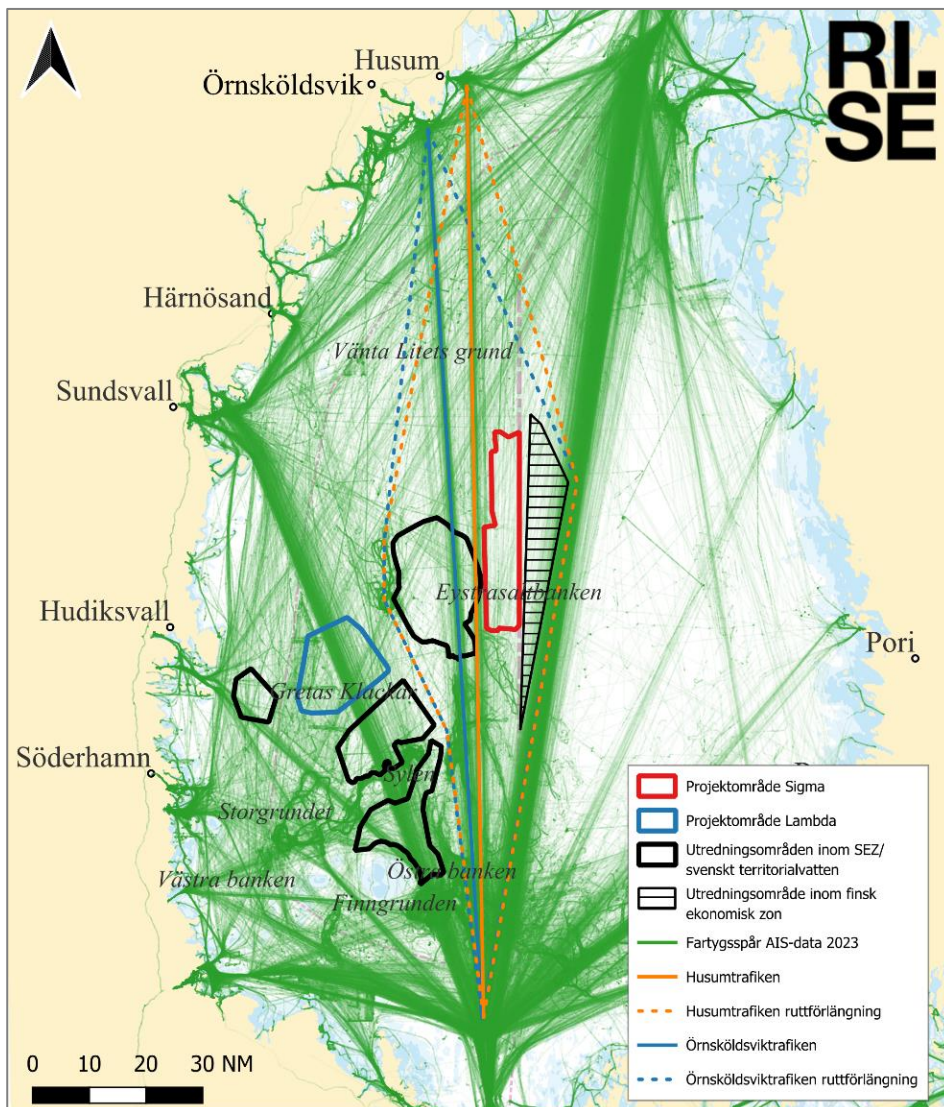 RI.
SE
Husum
Örnsköldsvik
Härnösand
Vänta Litets grund
Sundsvall
Eystrasaltbanken
Hudiksvall
Pori
Gretas Klackar
Söderhamn
Sylen
Storgrundet
Östra banken
Västra banken
Finngrunden
Projektområde Sigma
Projektområde Lambda
Utredningsområden inom SEZ/
svenskt territorialvatten
Utredningsområde inom finsk
ekonomisk zon
Fartygsspår AIS-data 2023
Husumtrafiken
Husumtrafiken ruttförlängning
Örnsköldsviktrafiken
Örnsköldsviktrafiken ruttförlängning
0 10 20 30 NM